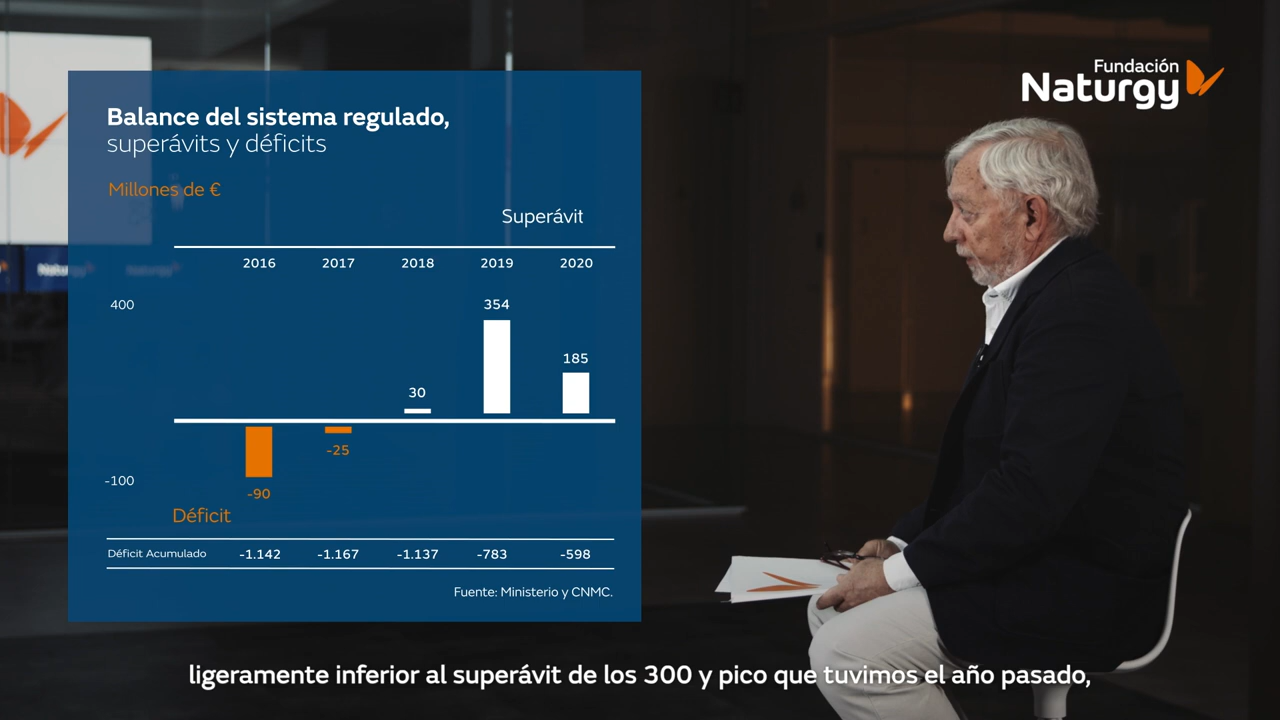 Fundación
Naturgy
Balance del sistema regulado,
superávits y déficits
Millones de €
Superávit
2016 2017 2018 2019 2020
400
354
185
30
-25
-100
-90
Déficit
Déficit Acumulado -1.142 -1.167 -1.137 -783 -598
Fuente: Ministerio y CNMC.
Naturgy
ligeramente inferior al superávit de los 300 y pico que tuvimos el año pasado,